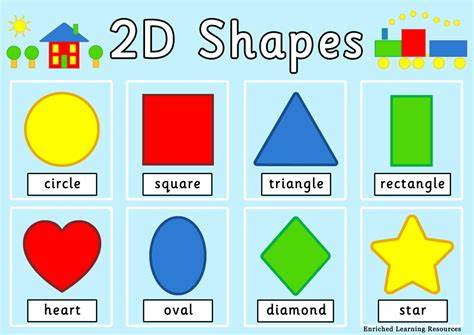 2D Shapes
circle
square
triangle
rectangle
heart
oval
diamond
star
Enriched Learning Resources